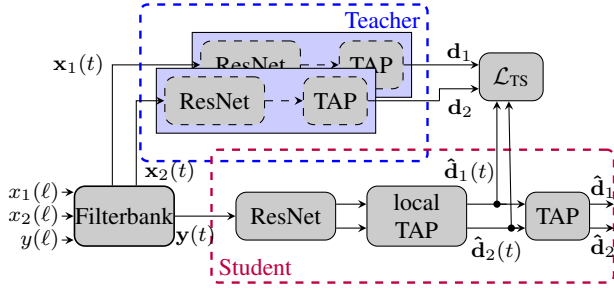 Teacher
𝐱₁(t)
ResNet
TAP
𝐝₁
ResNet
TAP
𝐝₂
ℒ_TS
𝐱₂(t)
x₁(ℓ)
x₂(ℓ)
y(ℓ)
Filterbank
𝐲(t)
ResNet
local
TAP
𝐝̂₁(t)
𝐝̂₂(t)
TAP
𝐝̂₁
𝐝̂₂
Student